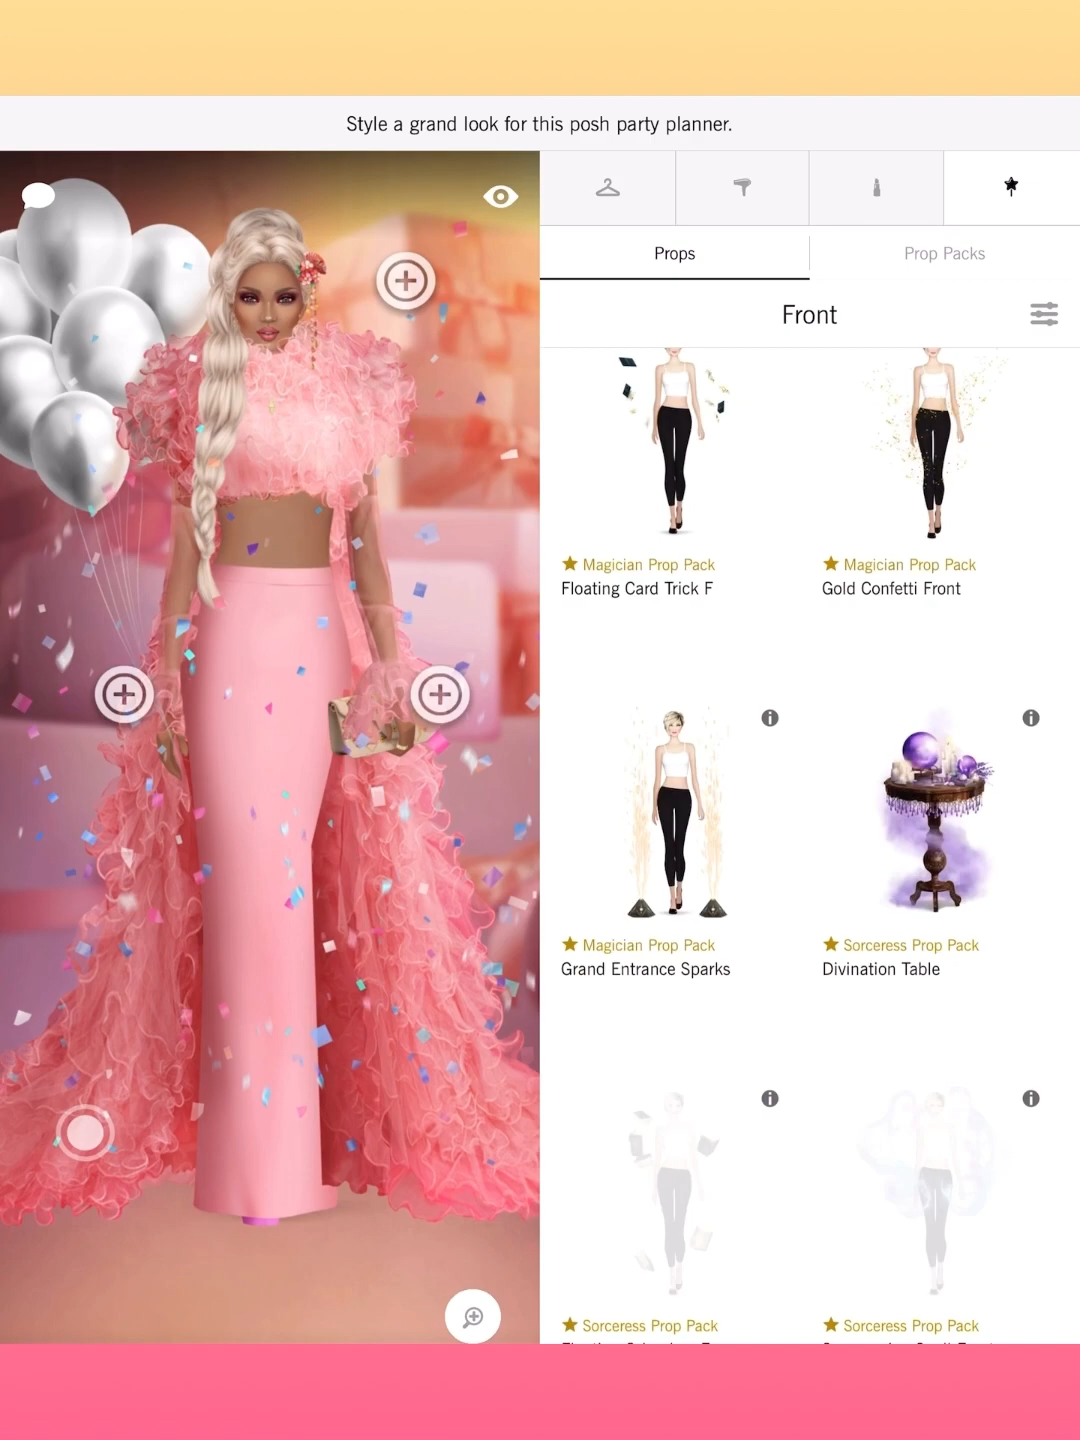 Style a grand look for this posh party planner.
Props
Prop Packs
Front
Magician Prop Pack
Floating Card Trick F
Magician Prop Pack
Gold Confetti Front
Magician Prop Pack
Grand Entrance Sparks
Sorceress Prop Pack
Divination Table
Sorceress Prop Pack
Sorceress Prop Pack